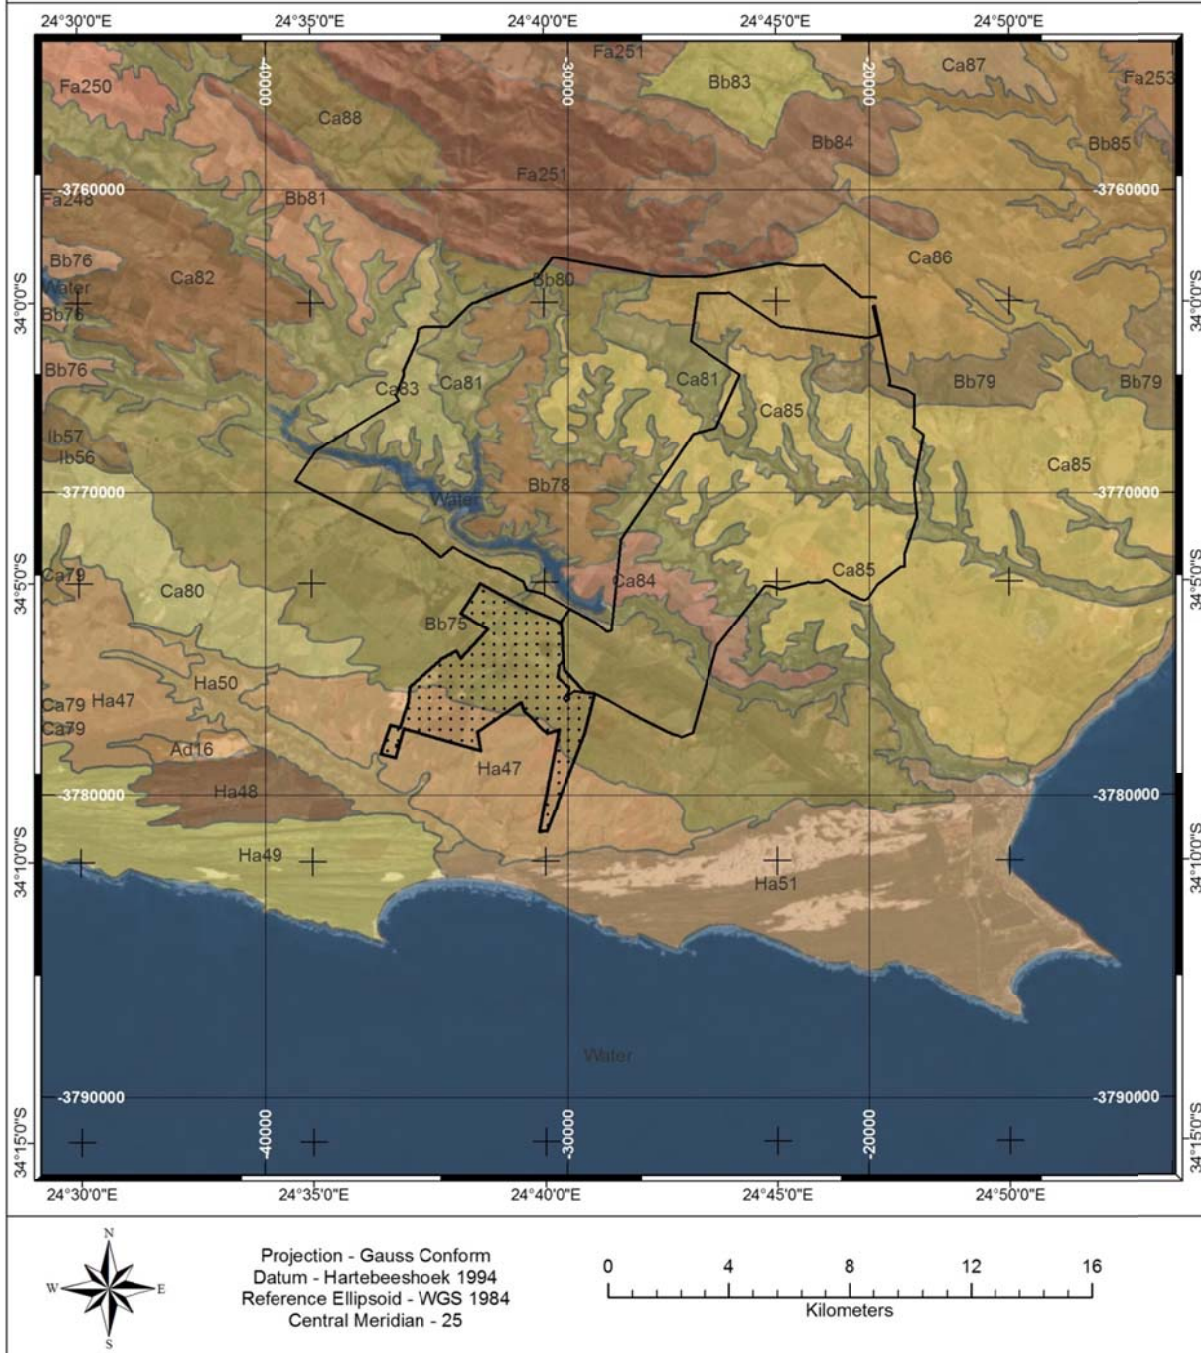 24°30'0"E 24°35'0"E 24°40'0"E 24°45'0"E 24°50'0"E
-40000 -30000 -20000
Fa251 Ca87
Fa250 Bb83 Fa253
Ca88
Bb84 Bb85
Fa251
-3760000 -3760000
Fa248 Bb81
Bb76 Ca86
Ca82 Bb80
Water
34°0'0"S 34°0'0"S
Bb76
Bb76 Ca83 Ca81 Ca81 Bb79 Bb79
Ca85
Ib57
Ib56 Ca85
Bb78
-3770000 Water -3770000
Ca85
34°5'0"S Ca79 Ca84 34°5'0"S
Ca80
Bb75
Ha50
Ca79 Ha47
Ca79
Ad16
Ha47
Ha48
-3780000 -3780000
Ha49
34°10'0"S 34°10'0"S
Ha51
Water
-3790000 -3790000
-40000 -30000 -20000
34°15'0"S 34°15'0"S
24°30'0"E 24°35'0"E 24°40'0"E 24°45'0"E 24°50'0"E
N
W E
S
Projection - Gauss Conform
Datum - Hartebeeshoek 1994
Reference Ellipsoid - WGS 1984
Central Meridian - 25
0 4 8 12 16
Kilometers